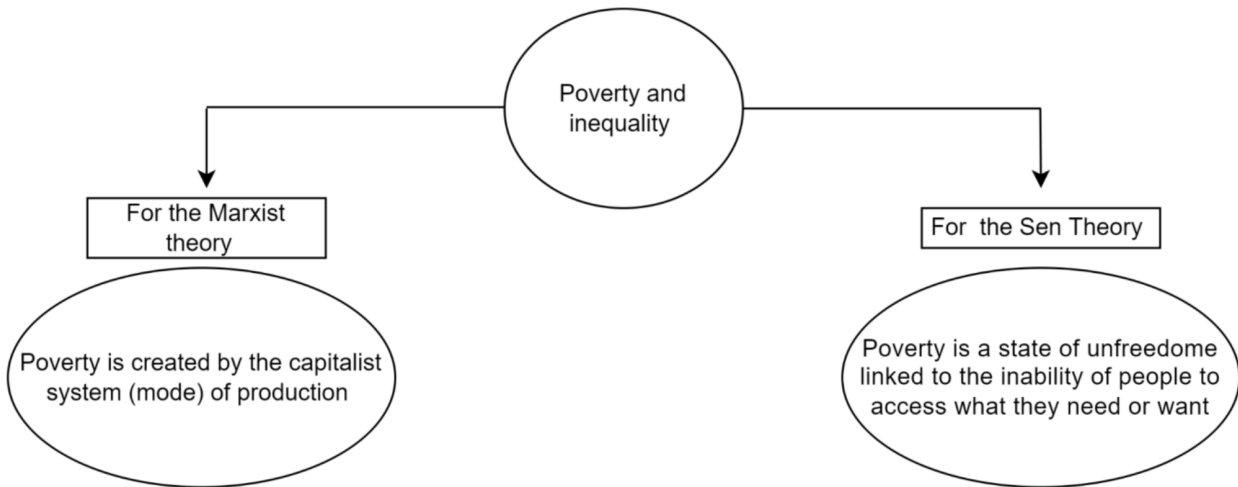 Poverty and
inequality
For the Marxist
theory
For the Sen Theory
Poverty is created by the capitalist
system (mode) of production
Poverty is a state of unfreedome
linked to the inability of people to
access what they need or want